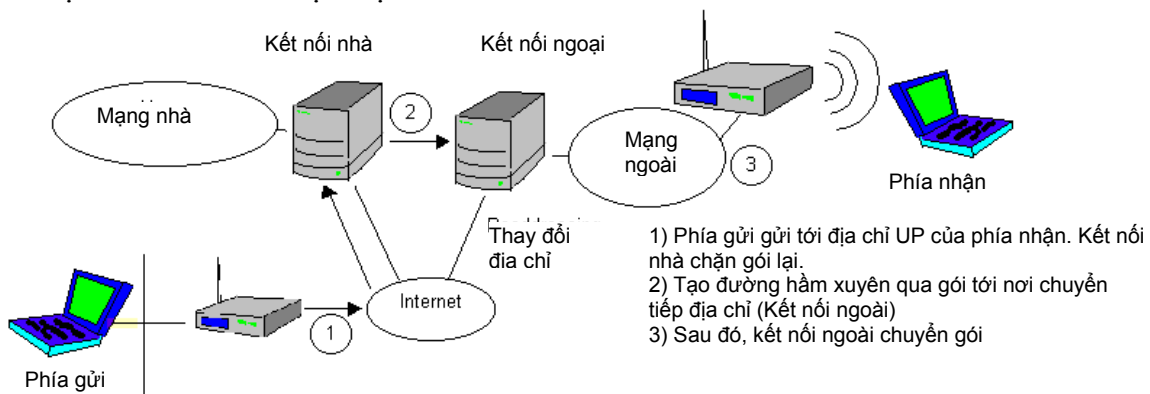 Kết nối nhà
Kết nối ngoại
Mạng nhà
2
Mạng
ngoài
3
Phía nhận
Thay đổi
đia chỉ
1) Phía gửi gửi tới địa chỉ UP của phía nhận. Kết nối
nhà chặn gói lại.
2) Tạo đường hầm xuyên qua gói tới nơi chuyển
tiếp địa chỉ (Kết nối ngoài)
3) Sau đó, kết nối ngoài chuyển gói
Internet
1
Phía gửi